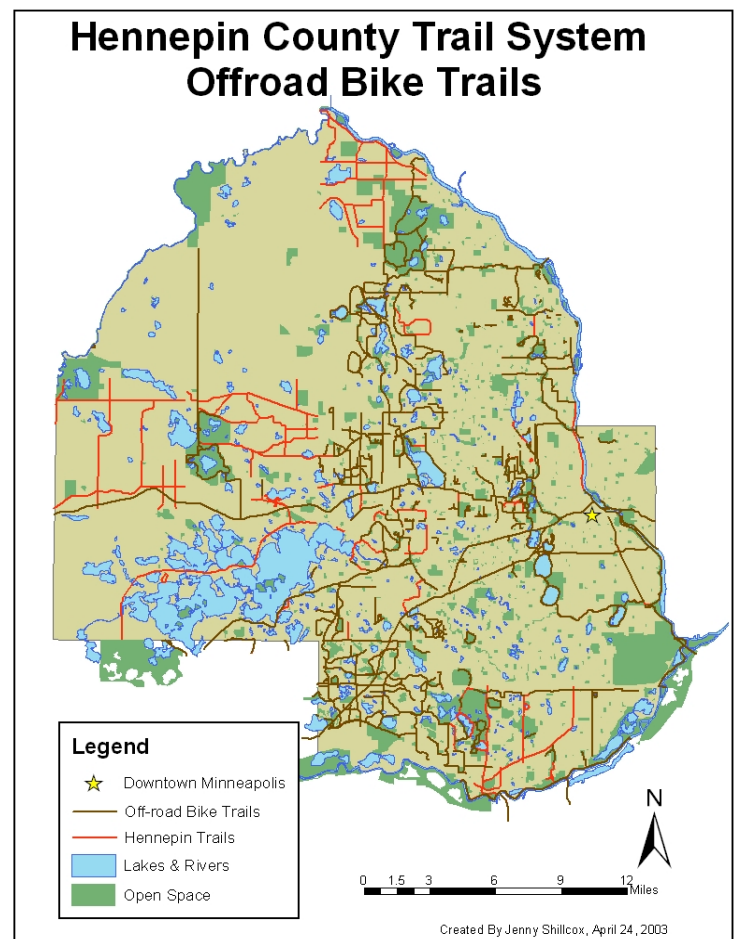 Hennepin County Trail System
Offroad Bike Trails
Legend
Downtown Minneapolis
Off-road Bike Trails
Hennepin Trails
Lakes & Rivers
Open Space
N
0 1.5 3 6 9 12
Miles
Created By Jenny Shillcox, April 24, 2003